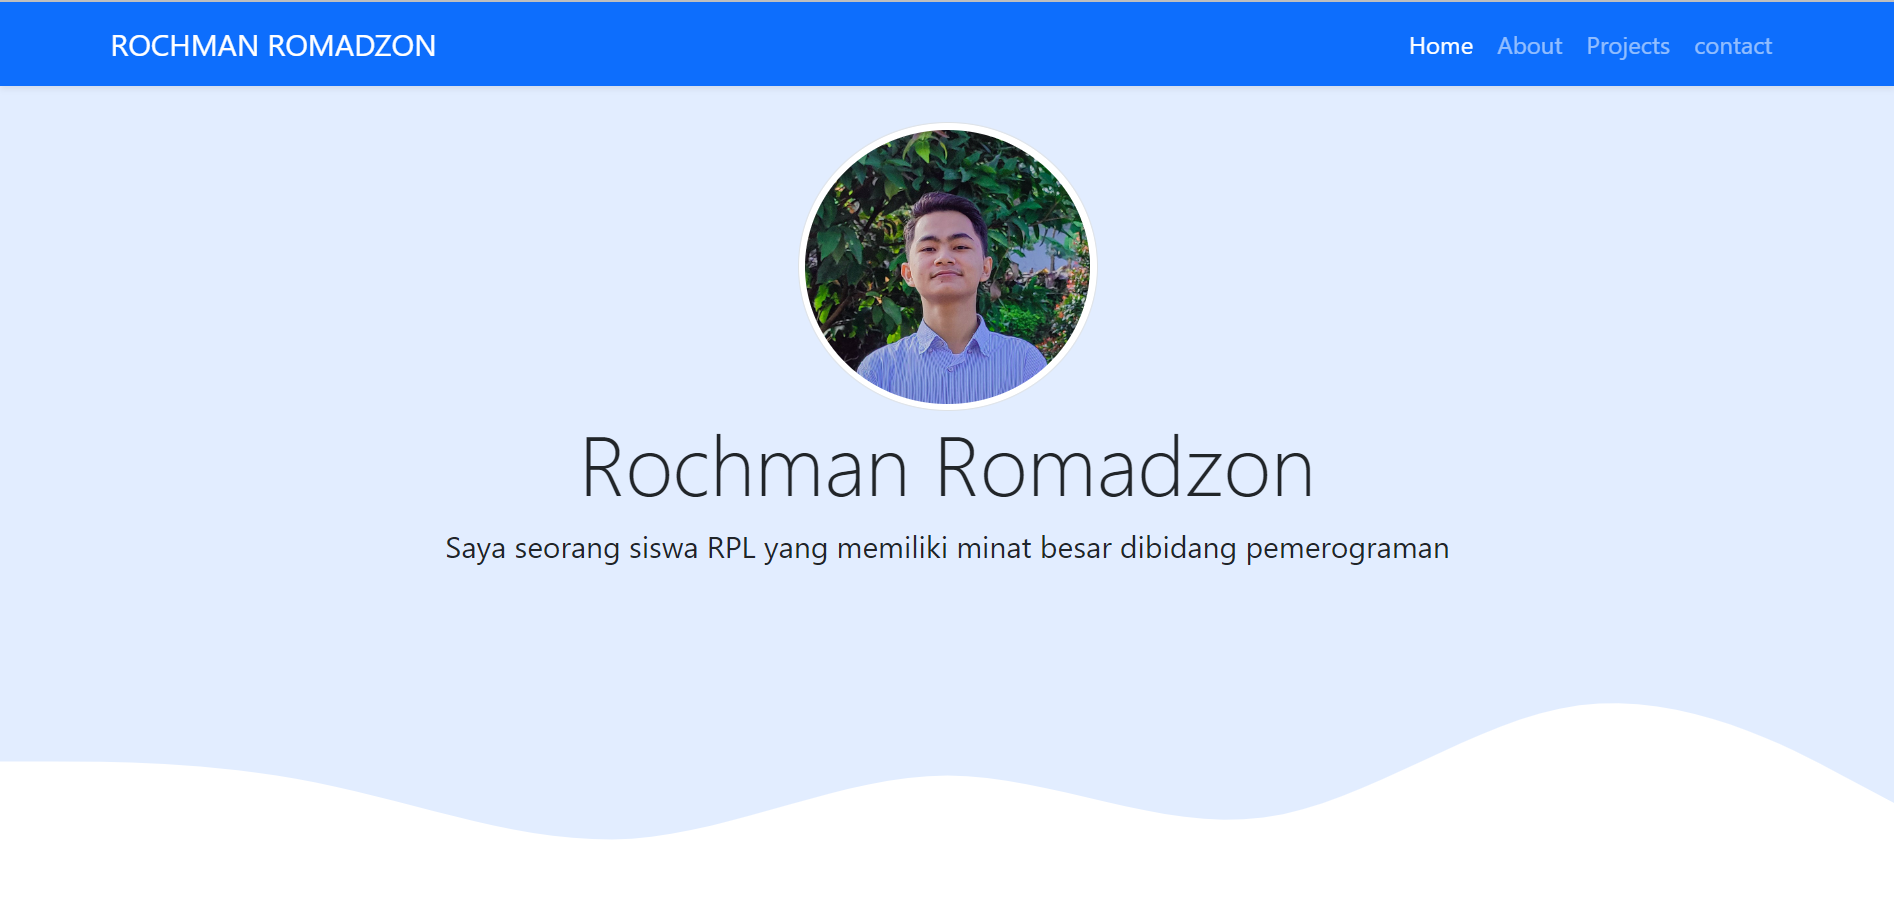 ROCHMAN ROMADZON
Home About Projects contact
Rochman Romadzon
Saya seorang siswa RPL yang memiliki minat besar dibidang pemerograman